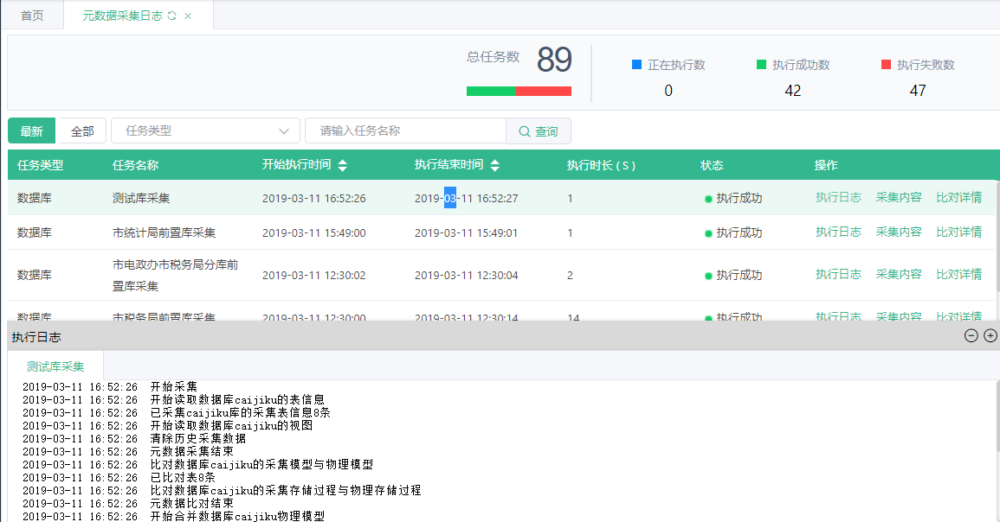 首页 元数据采集日志
总任务数 89 正在执行数 执行成功数 执行失败数
0 42 47
最新 全部 任务类型 请输入任务名称 查询
任务类型 任务名称 开始执行时间 执行结束时间 执行时长 ( S ) 状态 操作
数据库 测试库采集 2019-03-11 16:52:26 2019-03-11 16:52:27 1 执行成功 执行日志 采集内容 比对详情
数据库 市统计局前置库采集 2019-03-11 15:49:00 2019-03-11 15:49:01 1 执行成功 执行日志 采集内容 比对详情
数据库 市电政办市税务局分库前置库采集 2019-03-11 12:30:02 2019-03-11 12:30:04 2 执行成功 执行日志 采集内容 比对详情
数据库 市税务局前置库采集 2019-03-11 12:30:00 2019-03-11 12:30:14 14 执行成功 执行日志 采集内容 比对详情
执行日志
测试库采集
2019-03-11 16:52:26 开始采集
2019-03-11 16:52:26 开始读取数据库caijiku的表信息
2019-03-11 16:52:26 已采集caijiku库的采集表信息8条
2019-03-11 16:52:26 开始读取数据库caijiku的视图
2019-03-11 16:52:26 清除历史采集数据
2019-03-11 16:52:26 元数据采集结束
2019-03-11 16:52:26 比对数据库caijiku的采集模型与物理模型
2019-03-11 16:52:26 已比对表8条
2019-03-11 16:52:26 比对数据库caijiku的采集存储过程与物理存储过程
2019-03-11 16:52:26 元数据比对结束
2019-03-11 16:52:26 开始合并数据库caijiku物理模型